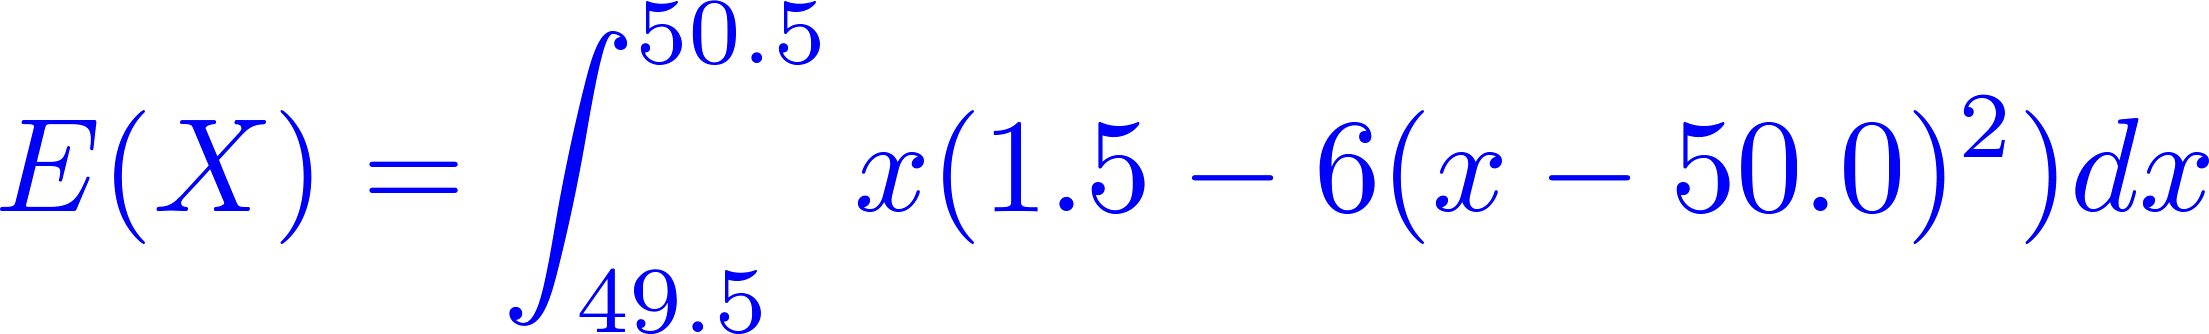 E(X) = ∫_{49.5}^{50.5} x(1.5 − 6(x − 50.0)²)dx